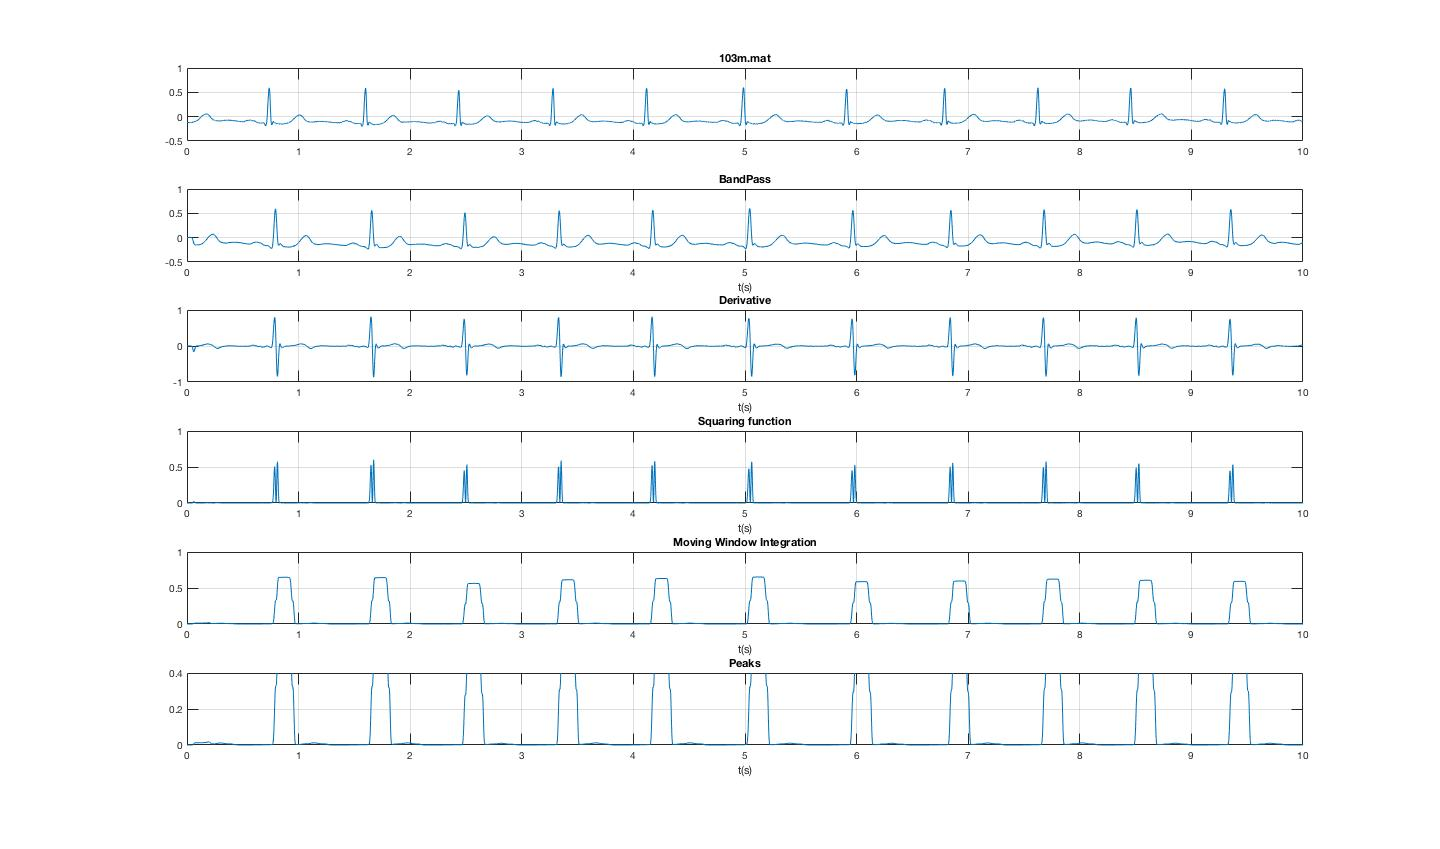 103m.mat
1
0.5
0
-0.5
0 1 2 3 4 5 6 7 8 9 10
BandPass
1
0.5
0
-0.5
0 1 2 3 4 5 6 7 8 9 10
t(s)
Derivative
1
0
-1
0 1 2 3 4 5 6 7 8 9 10
t(s)
Squaring function
1
0.5
0
0 1 2 3 4 5 6 7 8 9 10
t(s)
Moving Window Integration
1
0.5
0
0 1 2 3 4 5 6 7 8 9 10
t(s)
Peaks
0.4
0.2
0
0 1 2 3 4 5 6 7 8 9 10
t(s)